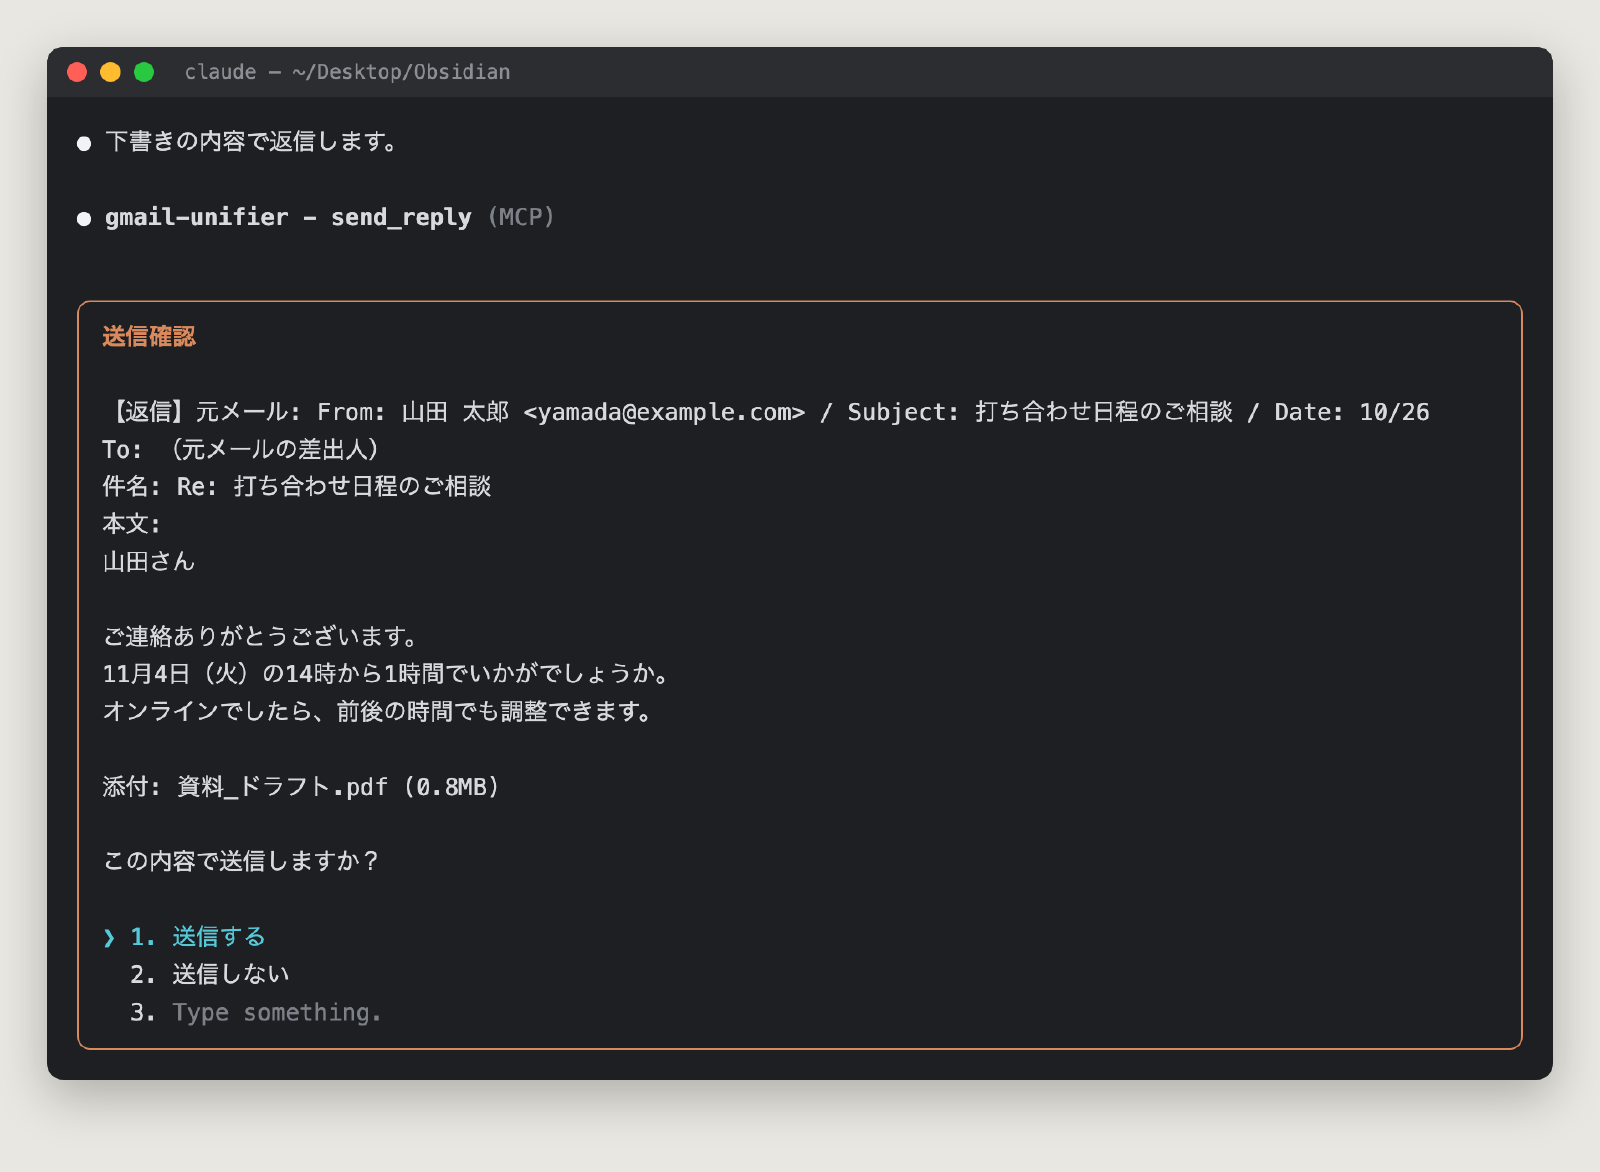 claude — ~/Desktop/Obsidian
● 下書きの内容で返信します。
● gmail-unifier - send_reply (MCP)
送信確認
【返信】元メール: From: 山田 太郎 <yamada@example.com> / Subject: 打ち合わせ日程のご相談 / Date: 10/26
To: （元メールの差出人）
件名: Re: 打ち合わせ日程のご相談
本文:
山田さん
ご連絡ありがとうございます。
11月4日（火）の14時から1時間でいかがでしょうか。
オンラインでしたら、前後の時間でも調整できます。
添付: 資料_ドラフト.pdf (0.8MB)
この内容で送信しますか？
❯ 1. 送信する
2. 送信しない
3. Type something.